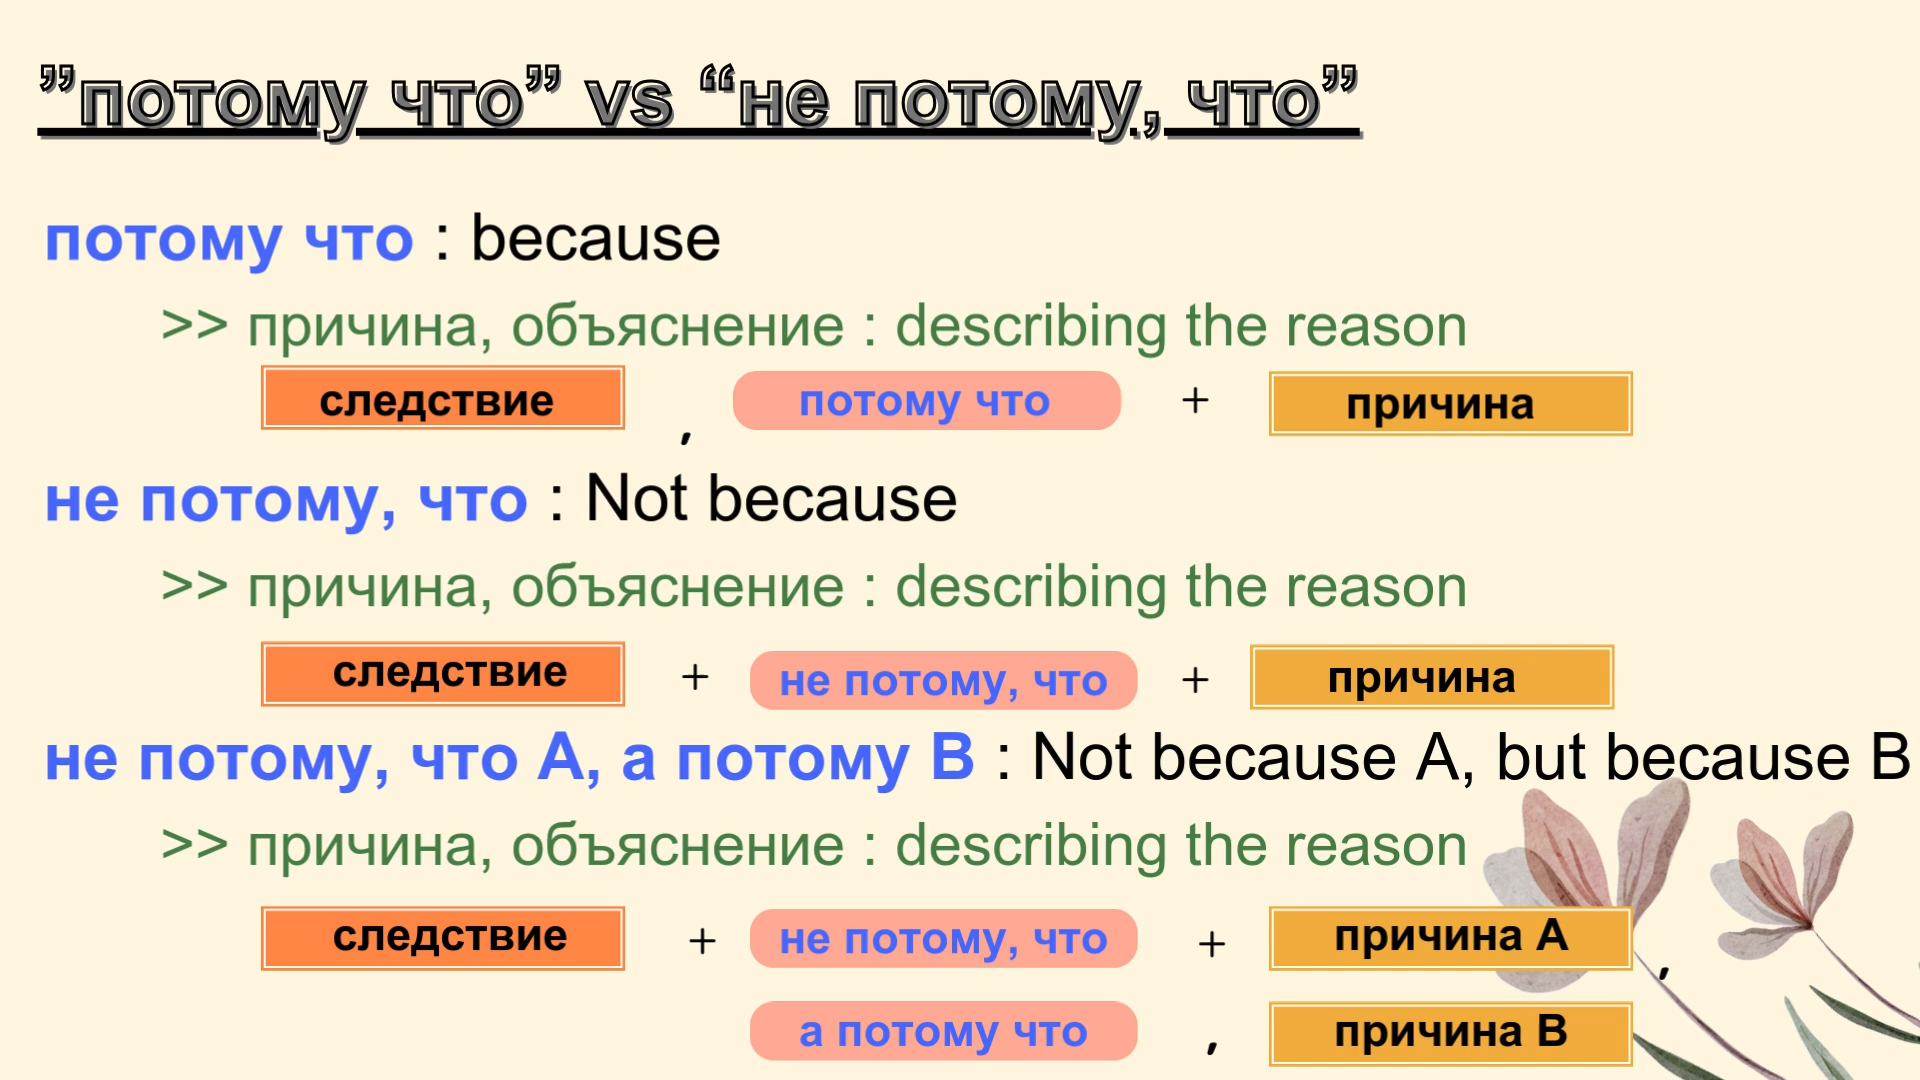 ”потому что” vs “не потому, что”
потому что : because
>> причина, объяснение : describing the reason
следствие , потому что + причина
не потому, что : Not because
>> причина, объяснение : describing the reason
следствие + не потому, что + причина
не потому, что A, а потому B : Not because A, but because B
>> причина, объяснение : describing the reason
следствие + не потому, что + причина A ,
а потому что , причина B